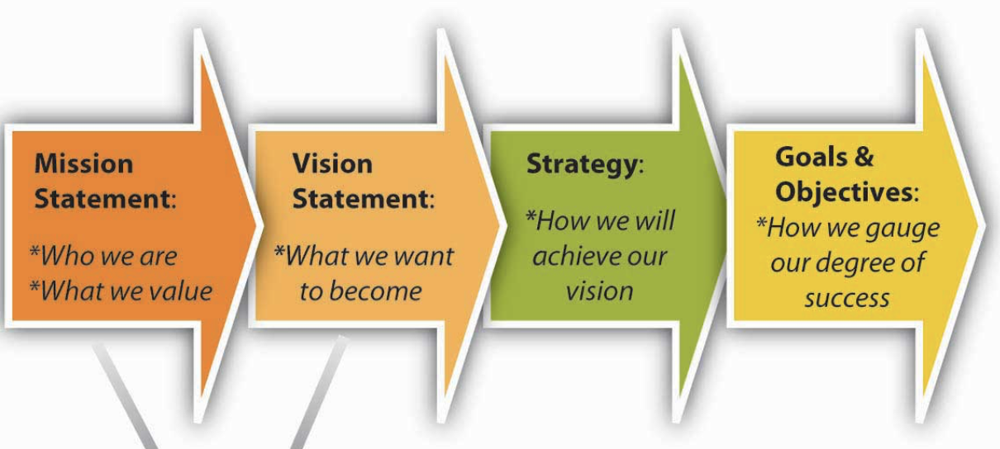 Mission
Statement:
*Who we are
*What we value
Vision
Statement:
*What we want
to become
Strategy:
*How we will
achieve our
vision
Goals &
Objectives:
*How we gauge
our degree of
success